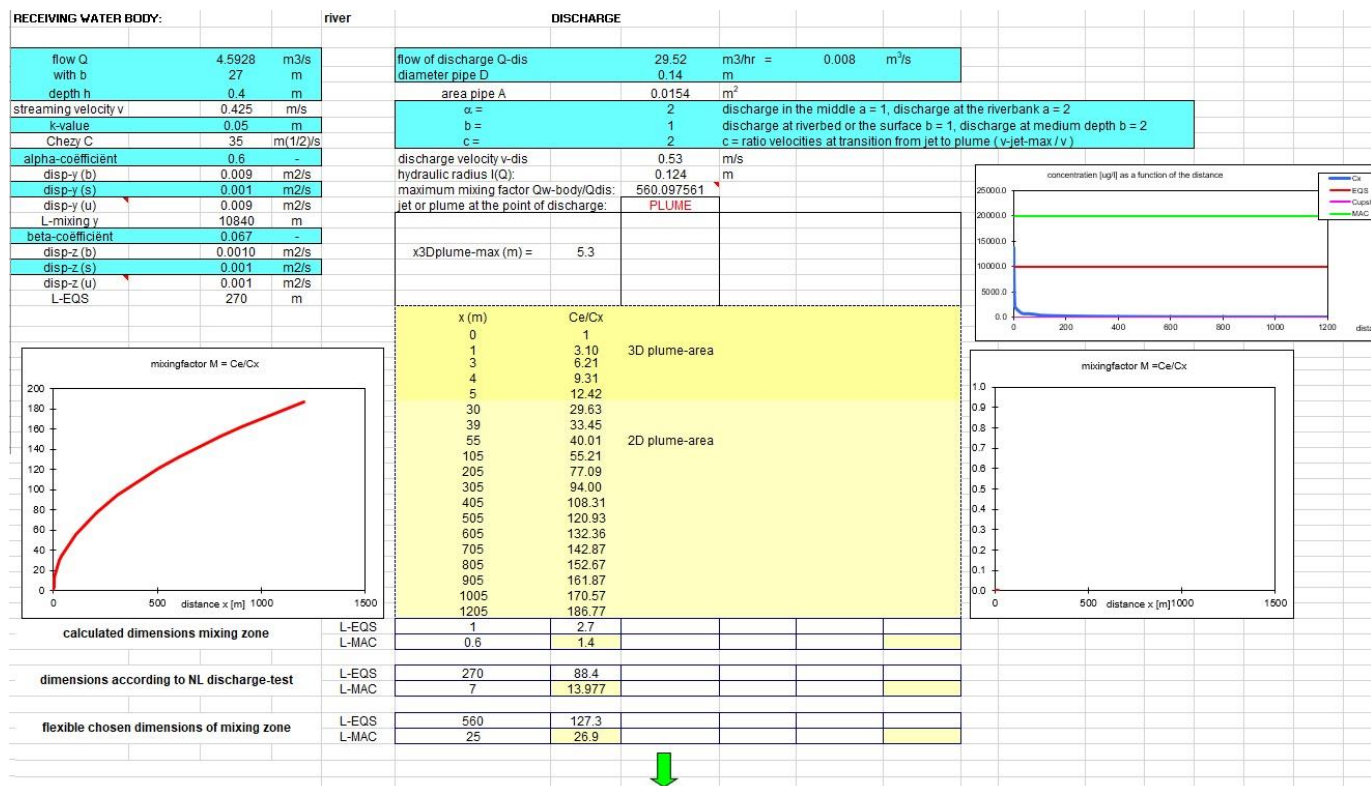 RECEIVING WATER BODY: river DISCHARGE
flow Q 4.5928 m3/s flow of discharge Q-dis 29.52 m3/hr = 0.008 m³/s
with b 27 m diameter pipe D 0.14 m
depth h 0.4 m area pipe A 0.0154 m²
streaming velocity v 0.425 m/s α = 2 discharge in the middle a = 1, discharge at the riverbank a = 2
k-value 0.05 m b = 1 discharge at riverbed or the surface b = 1, discharge at medium depth b = 2
Chezy C 35 m(1/2)/s c = 2 c = ratio velocities at transition from jet to plume ( v-jet-max / v )
alpha-coëfficiënt 0.6 - discharge velocity v-dis 0.53 m/s
disp-y (b) 0.009 m2/s hydraulic radius I(Q): 0.124 m
disp-y (s) 0.001 m2/s maximum mixing factor Qw-body/Qdis: 560.097561
disp-y (u) 0.009 m2/s jet or plume at the point of discharge: PLUME
L-mixing y 10840 m
beta-coëfficiënt 0.067 -
disp-z (b) 0.0010 m2/s x3Dplume-max (m) = 5.3
disp-z (s) 0.001 m2/s
disp-z (u) 0.001 m2/s
L-EQS 270 m
concentratien [ug/l] as a function of the distance
Cx
EQS
Cupst
MAC
25000.0
20000.0
15000.0
10000.0
5000.0
0.0
0 200 400 600 800 1000 1200
dista
x (m) Ce/Cx
0 1
1 3.10 3D plume-area
3 6.21
4 9.31
5 12.42
30 29.63
39 33.45
55 40.01 2D plume-area
105 55.21
205 77.09
305 94.00
405 108.31
505 120.93
605 132.36
705 142.87
805 152.67
905 161.87
1005 170.57
1205 186.77
mixingfactor M = Ce/Cx
200
180
160
140
120
100
80
60
40
20
0
0 500 1000 1500
distance x [m]
mixingfactor M =Ce/Cx
1.0
0.9
0.8
0.7
0.6
0.5
0.4
0.3
0.2
0.1
0.0
0 500 1000 1500
distance x [m]
calculated dimensions mixing zone L-EQS 1 2.7
L-MAC 0.6 1.4
dimensions according to NL discharge-test L-EQS 270 88.4
L-MAC 7 13.977
flexible chosen dimensions of mixing zone L-EQS 560 127.3
L-MAC 25 26.9